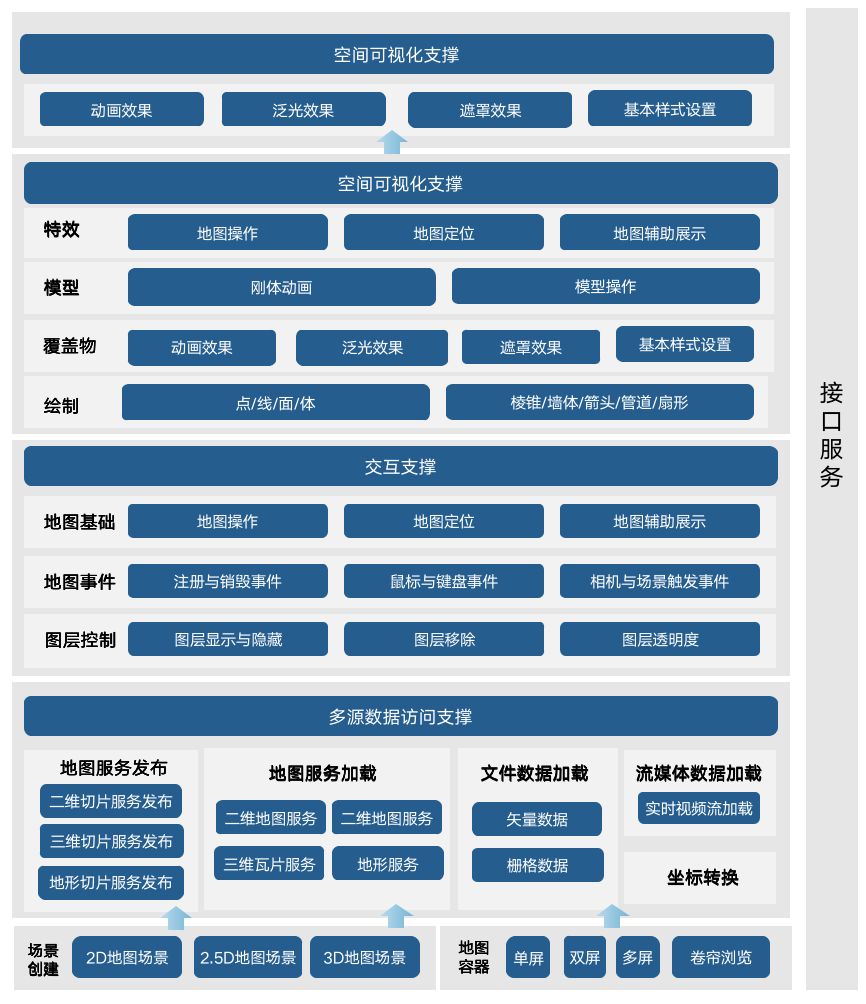 空间可视化支撑
动画效果
泛光效果
遮罩效果
基本样式设置
空间可视化支撑
特效
地图操作
地图定位
地图辅助展示
模型
刚体动画
模型操作
覆盖物
动画效果
泛光效果
遮罩效果
基本样式设置
绘制
点/线/面/体
棱锥/墙体/箭头/管道/扇形
交互支撑
地图基础
地图操作
地图定位
地图辅助展示
地图事件
注册与销毁事件
鼠标与键盘事件
相机与场景触发事件
图层控制
图层显示与隐藏
图层移除
图层透明度
多源数据访问支撑
地图服务发布
二维切片服务发布
三维切片服务发布
地形切片服务发布
地图服务加载
二维地图服务
二维地图服务
三维瓦片服务
地形服务
文件数据加载
矢量数据
栅格数据
流媒体数据加载
实时视频流加载
坐标转换
场景
创建
2D地图场景
2.5D地图场景
3D地图场景
地图
容器
单屏
双屏
多屏
卷帘浏览
接
口
服
务